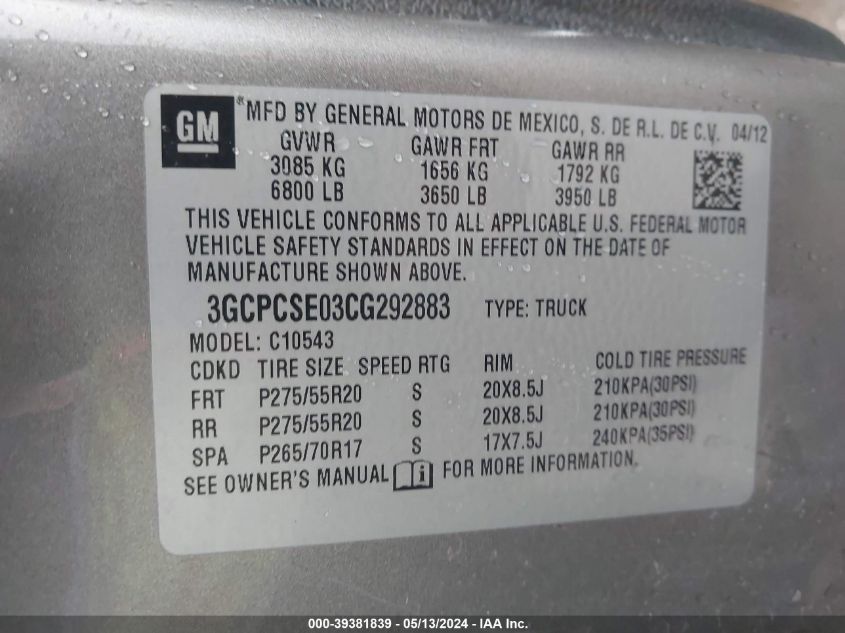 GM
®MFD BY GENERAL MOTORS DE MEXICO, S. DE R.L. DE C.V. 04/12
GVWR GAWR FRT GAWR RR
3085 KG 1656 KG 1792 KG
6800 LB 3650 LB 3950 LB
THIS VEHICLE CONFORMS TO ALL APPLICABLE U.S. FEDERAL MOTOR
VEHICLE SAFETY STANDARDS IN EFFECT ON THE DATE OF
MANUFACTURE SHOWN ABOVE.
3GCPCSE03CG292883 TYPE: TRUCK
MODEL: C10543
CDKD TIRE SIZE SPEED RTG RIM COLD TIRE PRESSURE
FRT P275/55R20 S 20X8.5J 210KPA(30PSI)
RR P275/55R20 S 20X8.5J 210KPA(30PSI)
SPA P265/70R17 S 17X7.5J 240KPA(35PSI)
SEE OWNER'S MANUAL i FOR MORE INFORMATION.
000-39381839 - 05/13/2024 - IAA Inc.